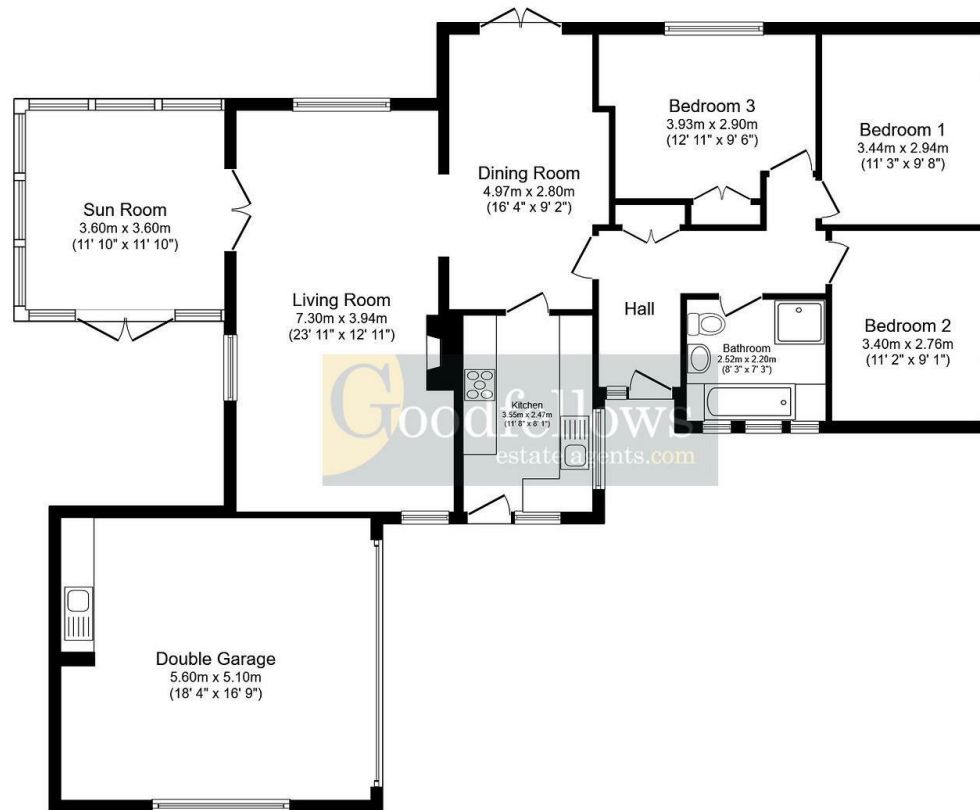 Sun Room
3.60m x 3.60m
(11' 10" x 11' 10")
Living Room
7.30m x 3.94m
(23' 11" x 12' 11")
Dining Room
4.97m x 2.80m
(16' 4" x 9' 2")
Bedroom 3
3.93m x 2.90m
(12' 11" x 9' 6")
Bedroom 1
3.44m x 2.94m
(11' 3" x 9' 8")
Hall
Bathroom
2.52m x 2.20m
(8' 3" x 7' 3")
Bedroom 2
3.40m x 2.76m
(11' 2" x 9' 1")
Kitchen
3.55m x 2.47m
(11' 8" x 8' 1")
Goodfellows
estate agents.com
Double Garage
5.60m x 5.10m
(18' 4" x 16' 9")